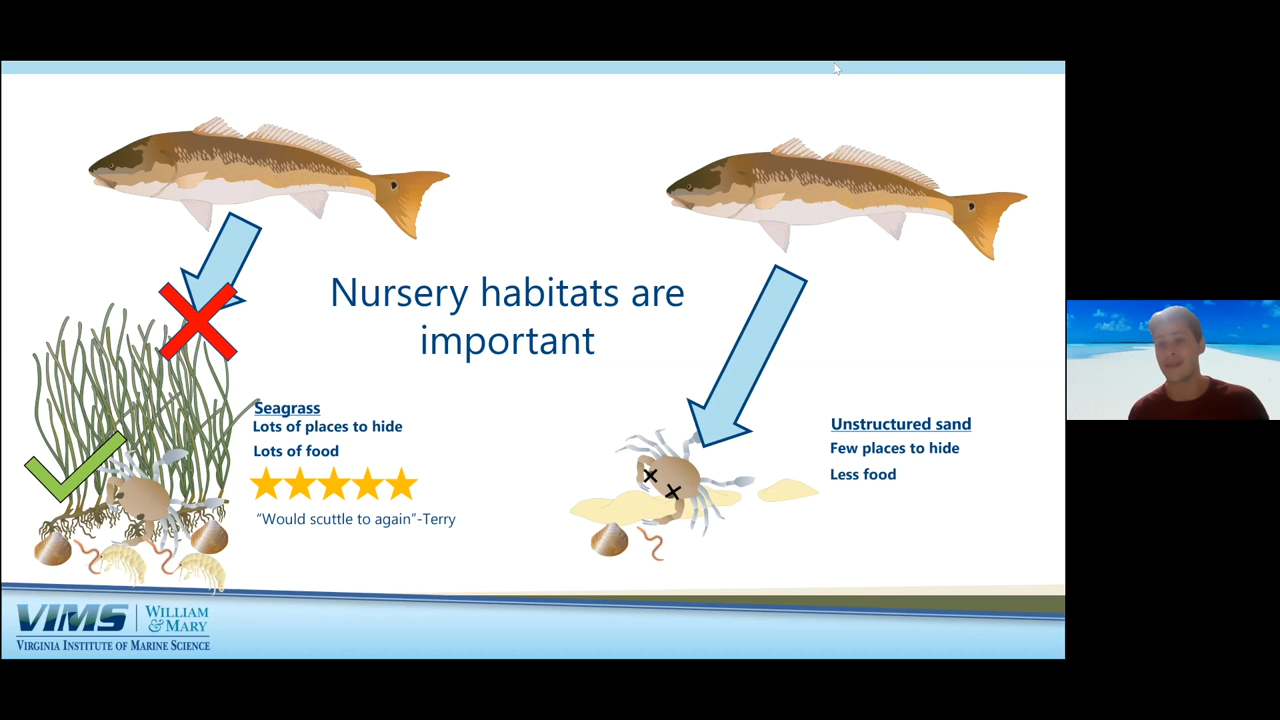 Nursery habitats are
important
Seagrass
Lots of places to hide
Lots of food
“Would scuttle to again”-Terry
Unstructured sand
Few places to hide
Less food
VIMS
WILLIAM
& MARY
VIRGINIA INSTITUTE OF MARINE SCIENCE